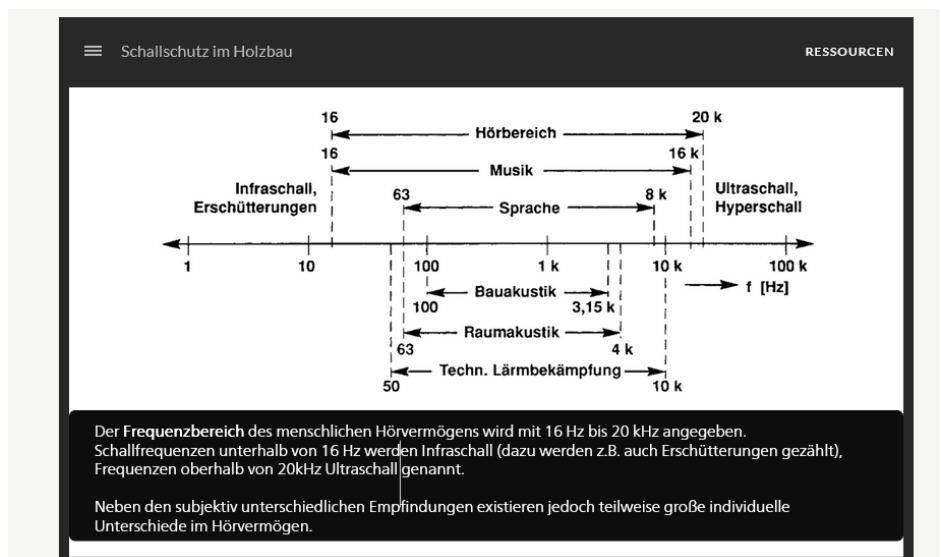 Schallschutz im Holzbau
RESSOURCEN
16 20 k
Hörbereich
16 16 k
Musik
Infraschall,
Erschütterungen
63 8 k
Sprache
Ultraschall,
Hyperschall
1 10 100 1 k 10 k 100 k
f [Hz]
Bauakustik
100 3,15 k
Raumakustik
63 4 k
Techn. Lärmbekämpfung
50 10 k
Der Frequenzbereich des menschlichen Hörvermögens wird mit 16 Hz bis 20 kHz angegeben.
Schallfrequenzen unterhalb von 16 Hz werden Infraschall (dazu werden z.B. auch Erschütterungen gezählt),
Frequenzen oberhalb von 20kHz Ultraschall genannt.
Neben den subjektiv unterschiedlichen Empfindungen existieren jedoch teilweise große individuelle
Unterschiede im Hörvermögen.